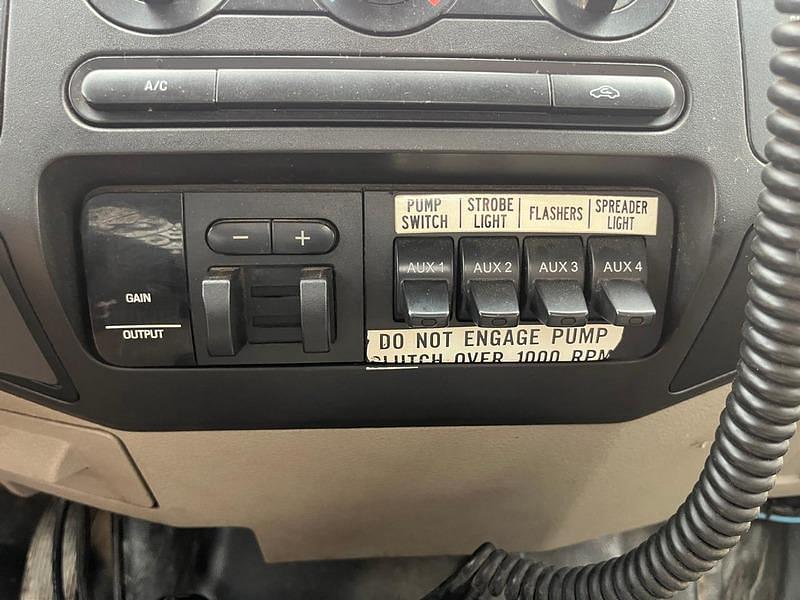 A/C
PUMP SWITCH
STROBE LIGHT
FLASHERS
SPREADER LIGHT
- +
AUX 1 AUX 2 AUX 3 AUX 4
GAIN
OUTPUT
DO NOT ENGAGE PUMP
CLUTCH OVER 1000 RPM